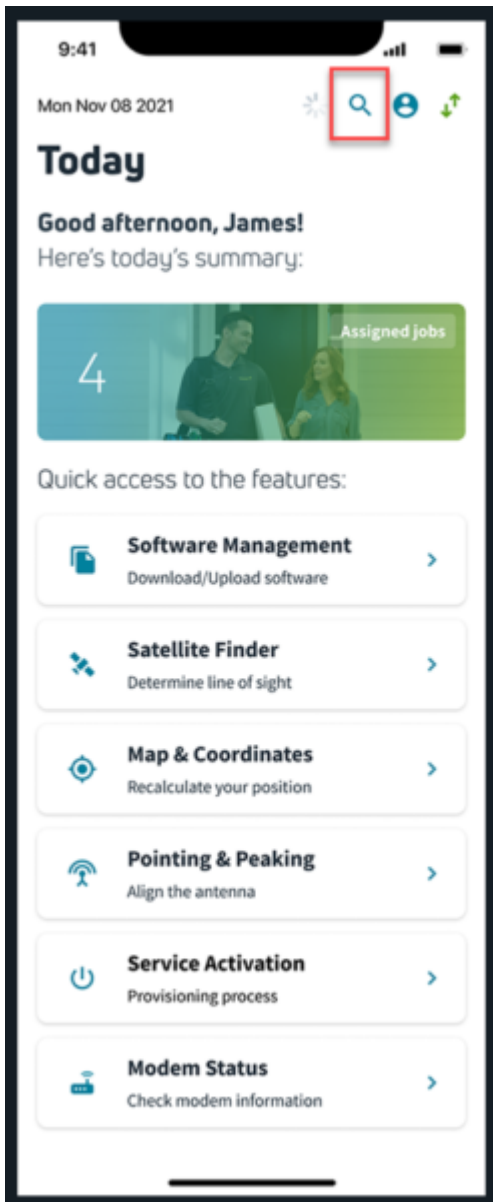 9:41
Mon Nov 08 2021
Today
Good afternoon, James!
Here's today's summary:
Assigned jobs
4
Quick access to the features:
Software Management
Download/Upload software
Satellite Finder
Determine line of sight
Map & Coordinates
Recalculate your position
Pointing & Peaking
Align the antenna
Service Activation
Provisioning process
Modem Status
Check modem information